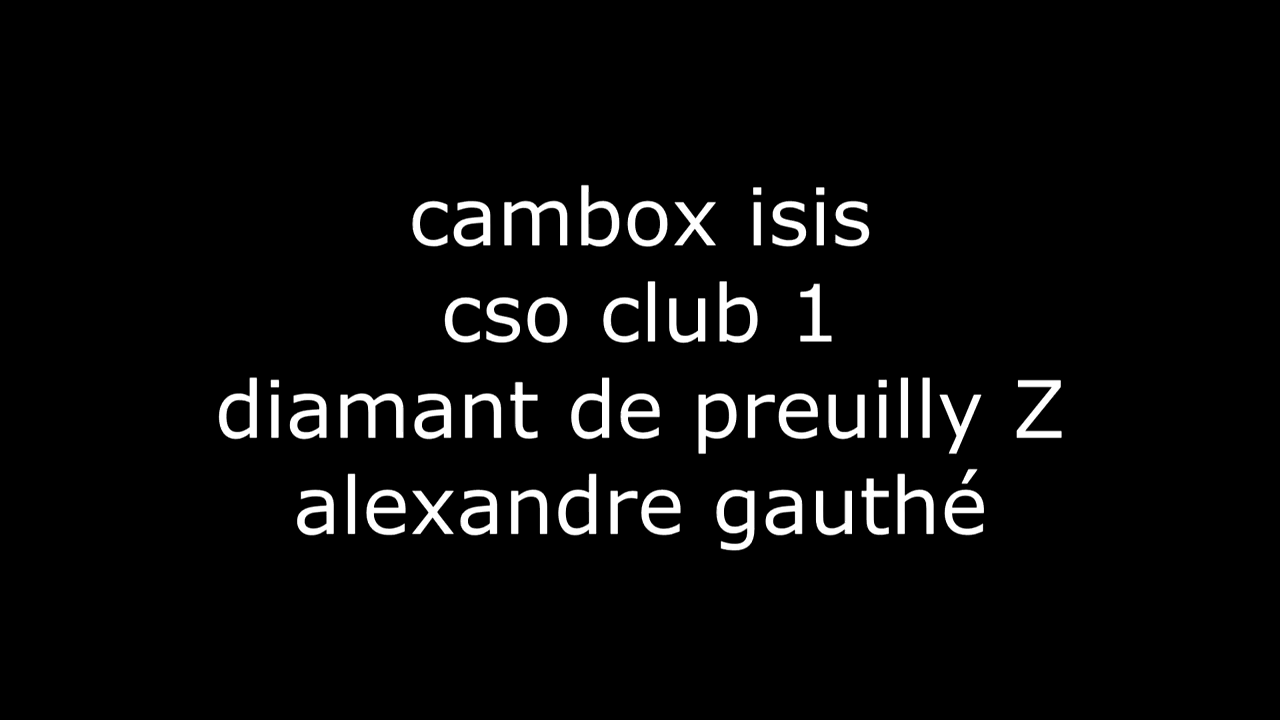 cambox isis
cso club 1
diamant de preuilly Z
alexandre gauthé